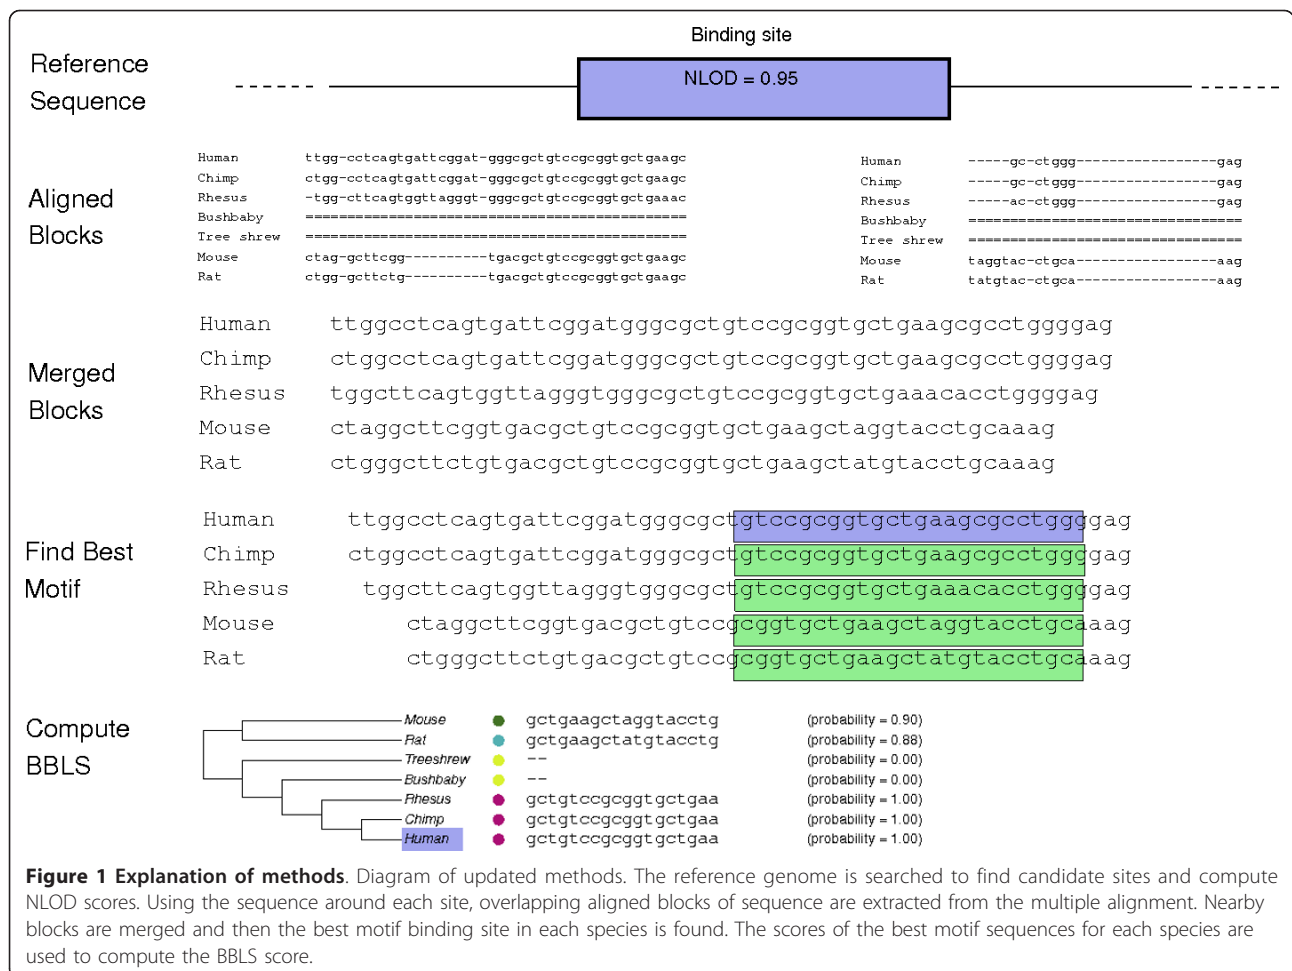 Binding site
Reference
Sequence
NLOD = 0.95
Aligned
Blocks
Human ttgg-cctcagtgattcggat-gggcgctgtccgcggtgctgaagc
Chimp ctgg-cctcagtgattcggat-gggcgctgtccgcggtgctgaagc
Rhesus -tgg-cttcagtggttagggt-gggcgctgtccgcggtgctgaaac
Bushbaby ==============================================
Tree shrew ==============================================
Mouse ctag-gcttcgg----------tgacgctgtccgcggtgctgaagc
Rat ctgg-gcttctg----------tgacgctgtccgcggtgctgaagc
Human -----gc-ctggg-----------------gag
Chimp -----gc-ctggg-----------------gag
Rhesus -----ac-ctggg-----------------gag
Bushbaby =================================
Tree shrew =================================
Mouse taggtac-ctgca-----------------aag
Rat tatgtac-ctgca-----------------aag
Merged
Blocks
Human ttggcctcagtgattcggatgggcgctgtccgcggtgctgaagcgcctggggag
Chimp ctggcctcagtgattcggatgggcgctgtccgcggtgctgaagcgcctggggag
Rhesus tggcttcagtggttagggtgggcgctgtccgcggtgctgaaacacctggggag
Mouse ctaggcttcggtgacgctgtccgcggtgctgaagctaggtacctgcaaag
Rat ctgggcttctgtgacgctgtccgcggtgctgaagctatgtacctgcaaag
Find Best
Motif
Human ttggcctcagtgattcggatgggcgctgtccgcggtgctgaagcgcctggggag
Chimp ctggcctcagtgattcggatgggcgctgtccgcggtgctgaagcgcctggggag
Rhesus tggcttcagtggttagggtgggcgctgtccgcggtgctgaaacacctggggag
Mouse ctaggcttcggtgacgctgtccgcggtgctgaagctaggtacctgcaaag
Rat ctgggcttctgtgacgctgtccgcggtgctgaagctatgtacctgcaaag
Compute
BBLS
Mouse gctgaagctaggtacctg (probability = 0.90)
Rat gctgaagctatgtacctg (probability = 0.88)
Treeshrew -- (probability = 0.00)
Bushbaby -- (probability = 0.00)
Rhesus gctgtccgcggtgctgaa (probability = 1.00)
Chimp gctgtccgcggtgctgaa (probability = 1.00)
Human gctgtccgcggtgctgaa (probability = 1.00)
Figure 1 Explanation of methods. Diagram of updated methods. The reference genome is searched to find candidate sites and compute
NLOD scores. Using the sequence around each site, overlapping aligned blocks of sequence are extracted from the multiple alignment. Nearby
blocks are merged and then the best motif binding site in each species is found. The scores of the best motif sequences for each species are
used to compute the BBLS score.